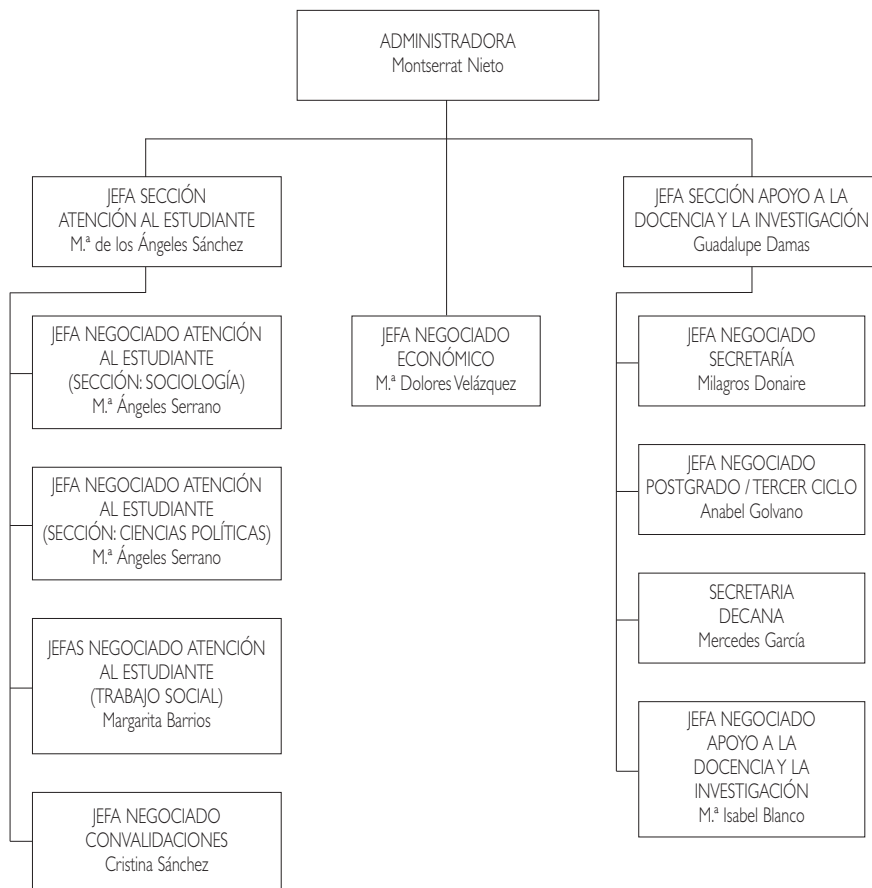 ADMINISTRADORA
Montserrat Nieto
JEFA SECCIÓN
ATENCIÓN AL ESTUDIANTE
M.ª de los Ángeles Sánchez
JEFA SECCIÓN APOYO A LA
DOCENCIA Y LA INVESTIGACIÓN
Guadalupe Damas
JEFA NEGOCIADO ATENCIÓN
AL ESTUDIANTE
(SECCIÓN: SOCIOLOGÍA)
M.ª Ángeles Serrano
JEFA NEGOCIADO
ECONÓMICO
M.ª Dolores Velázquez
JEFA NEGOCIADO
SECRETARÍA
Milagros Donaire
JEFA NEGOCIADO ATENCIÓN
AL ESTUDIANTE
(SECCIÓN: CIENCIAS POLÍTICAS)
M.ª Ángeles Serrano
JEFA NEGOCIADO
POSTGRADO / TERCER CICLO
Anabel Golvano
JEFAS NEGOCIADO ATENCIÓN
AL ESTUDIANTE
(TRABAJO SOCIAL)
Margarita Barrios
SECRETARIA
DECANA
Mercedes García
JEFA NEGOCIADO
APOYO A LA
DOCENCIA Y LA
INVESTIGACIÓN
M.ª Isabel Blanco
JEFA NEGOCIADO
CONVALIDACIONES
Cristina Sánchez